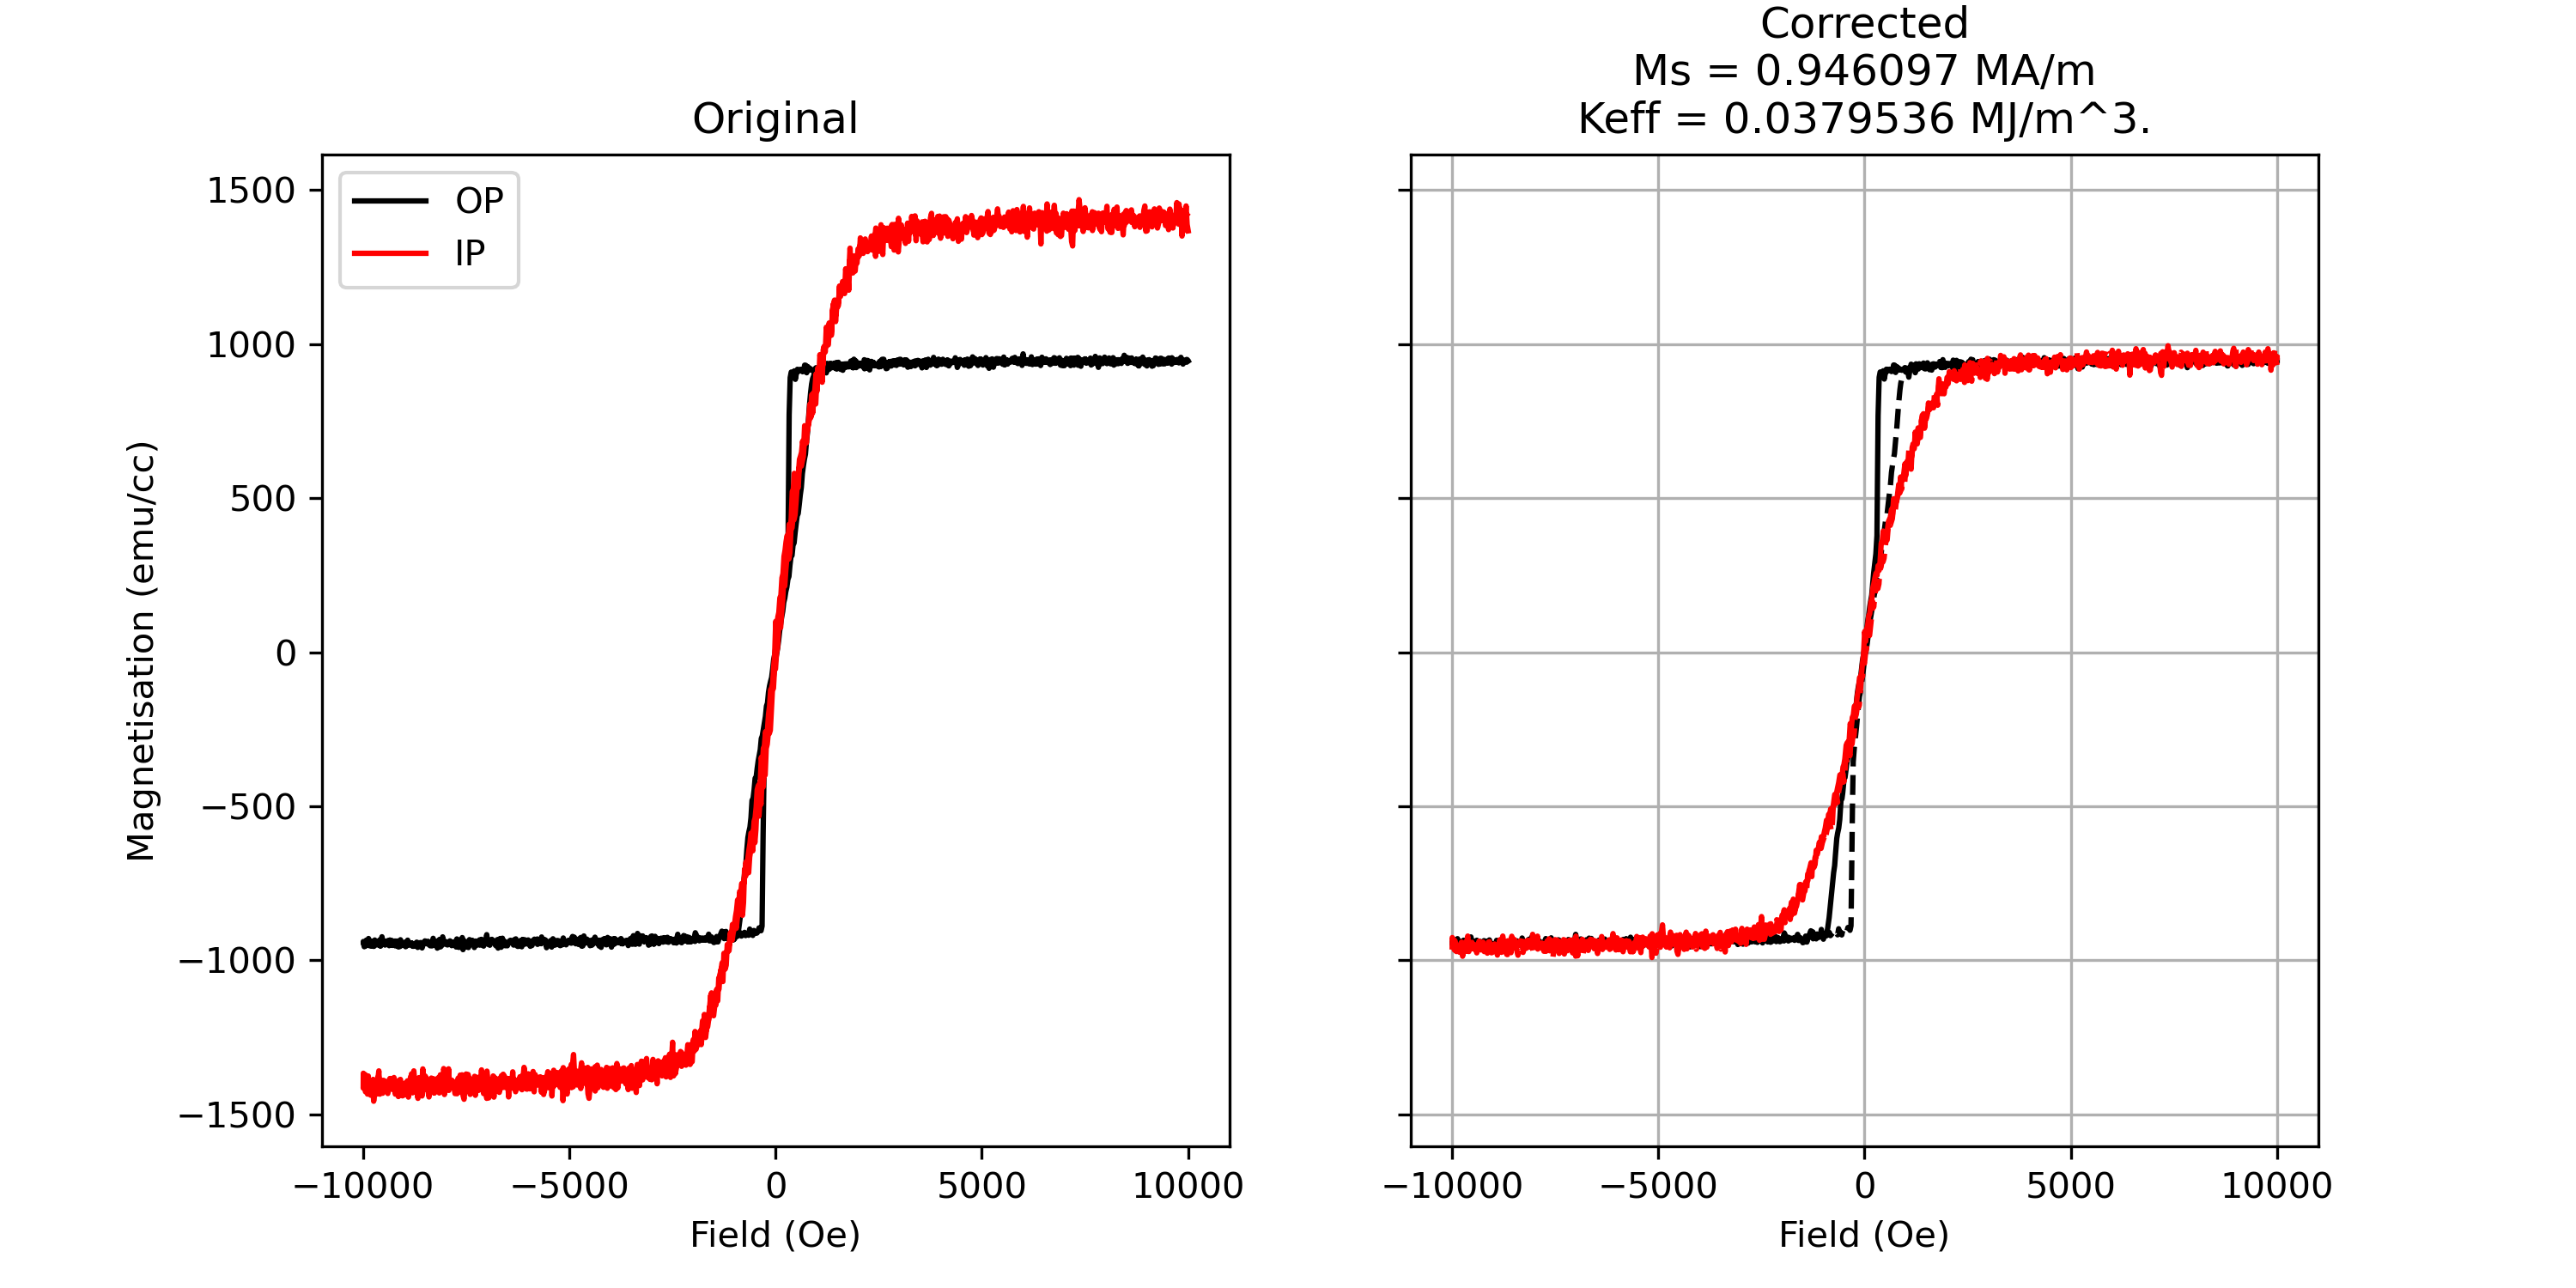 Original
OP
IP
1500
1000
500
0
−500
−1000
−1500
Magnetisation (emu/cc)
−10000 −5000 0 5000 10000
Field (Oe)
Corrected
Ms = 0.946097 MA/m
Keff = 0.0379536 MJ/m^3.
−10000 −5000 0 5000 10000
Field (Oe)